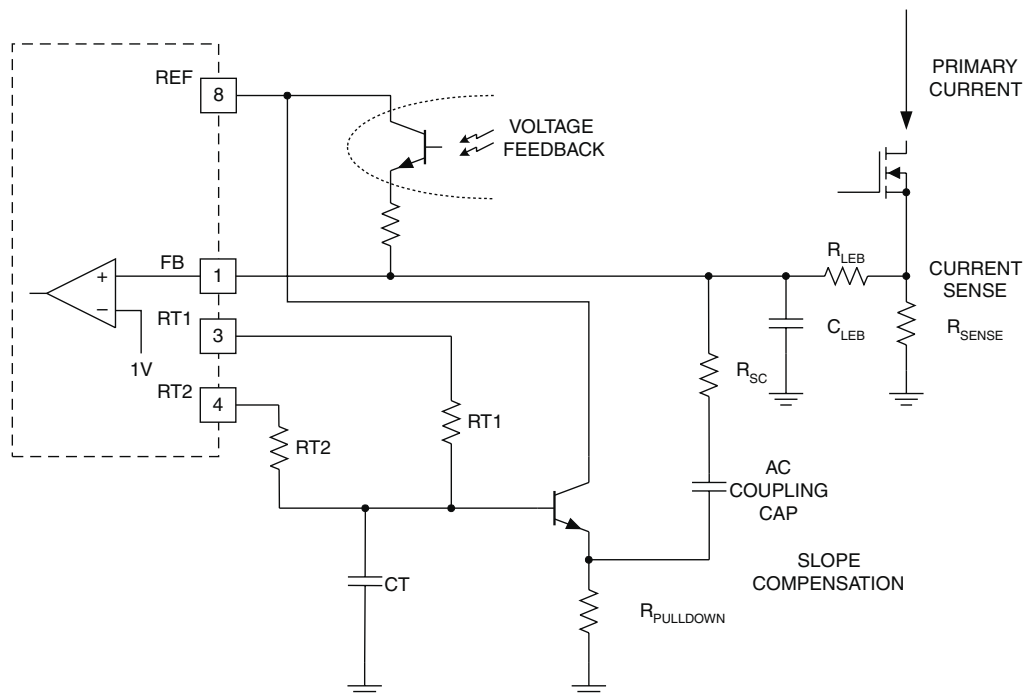 REF
8
VOLTAGE
FEEDBACK
PRIMARY
CURRENT
FB
1
+
−
1V
RT1
3
RT2
4
RT2
RT1
R_LEB
C_LEB
CURRENT
SENSE
R_SENSE
R_SC
AC
COUPLING
CAP
SLOPE
COMPENSATION
CT
R_PULLDOWN